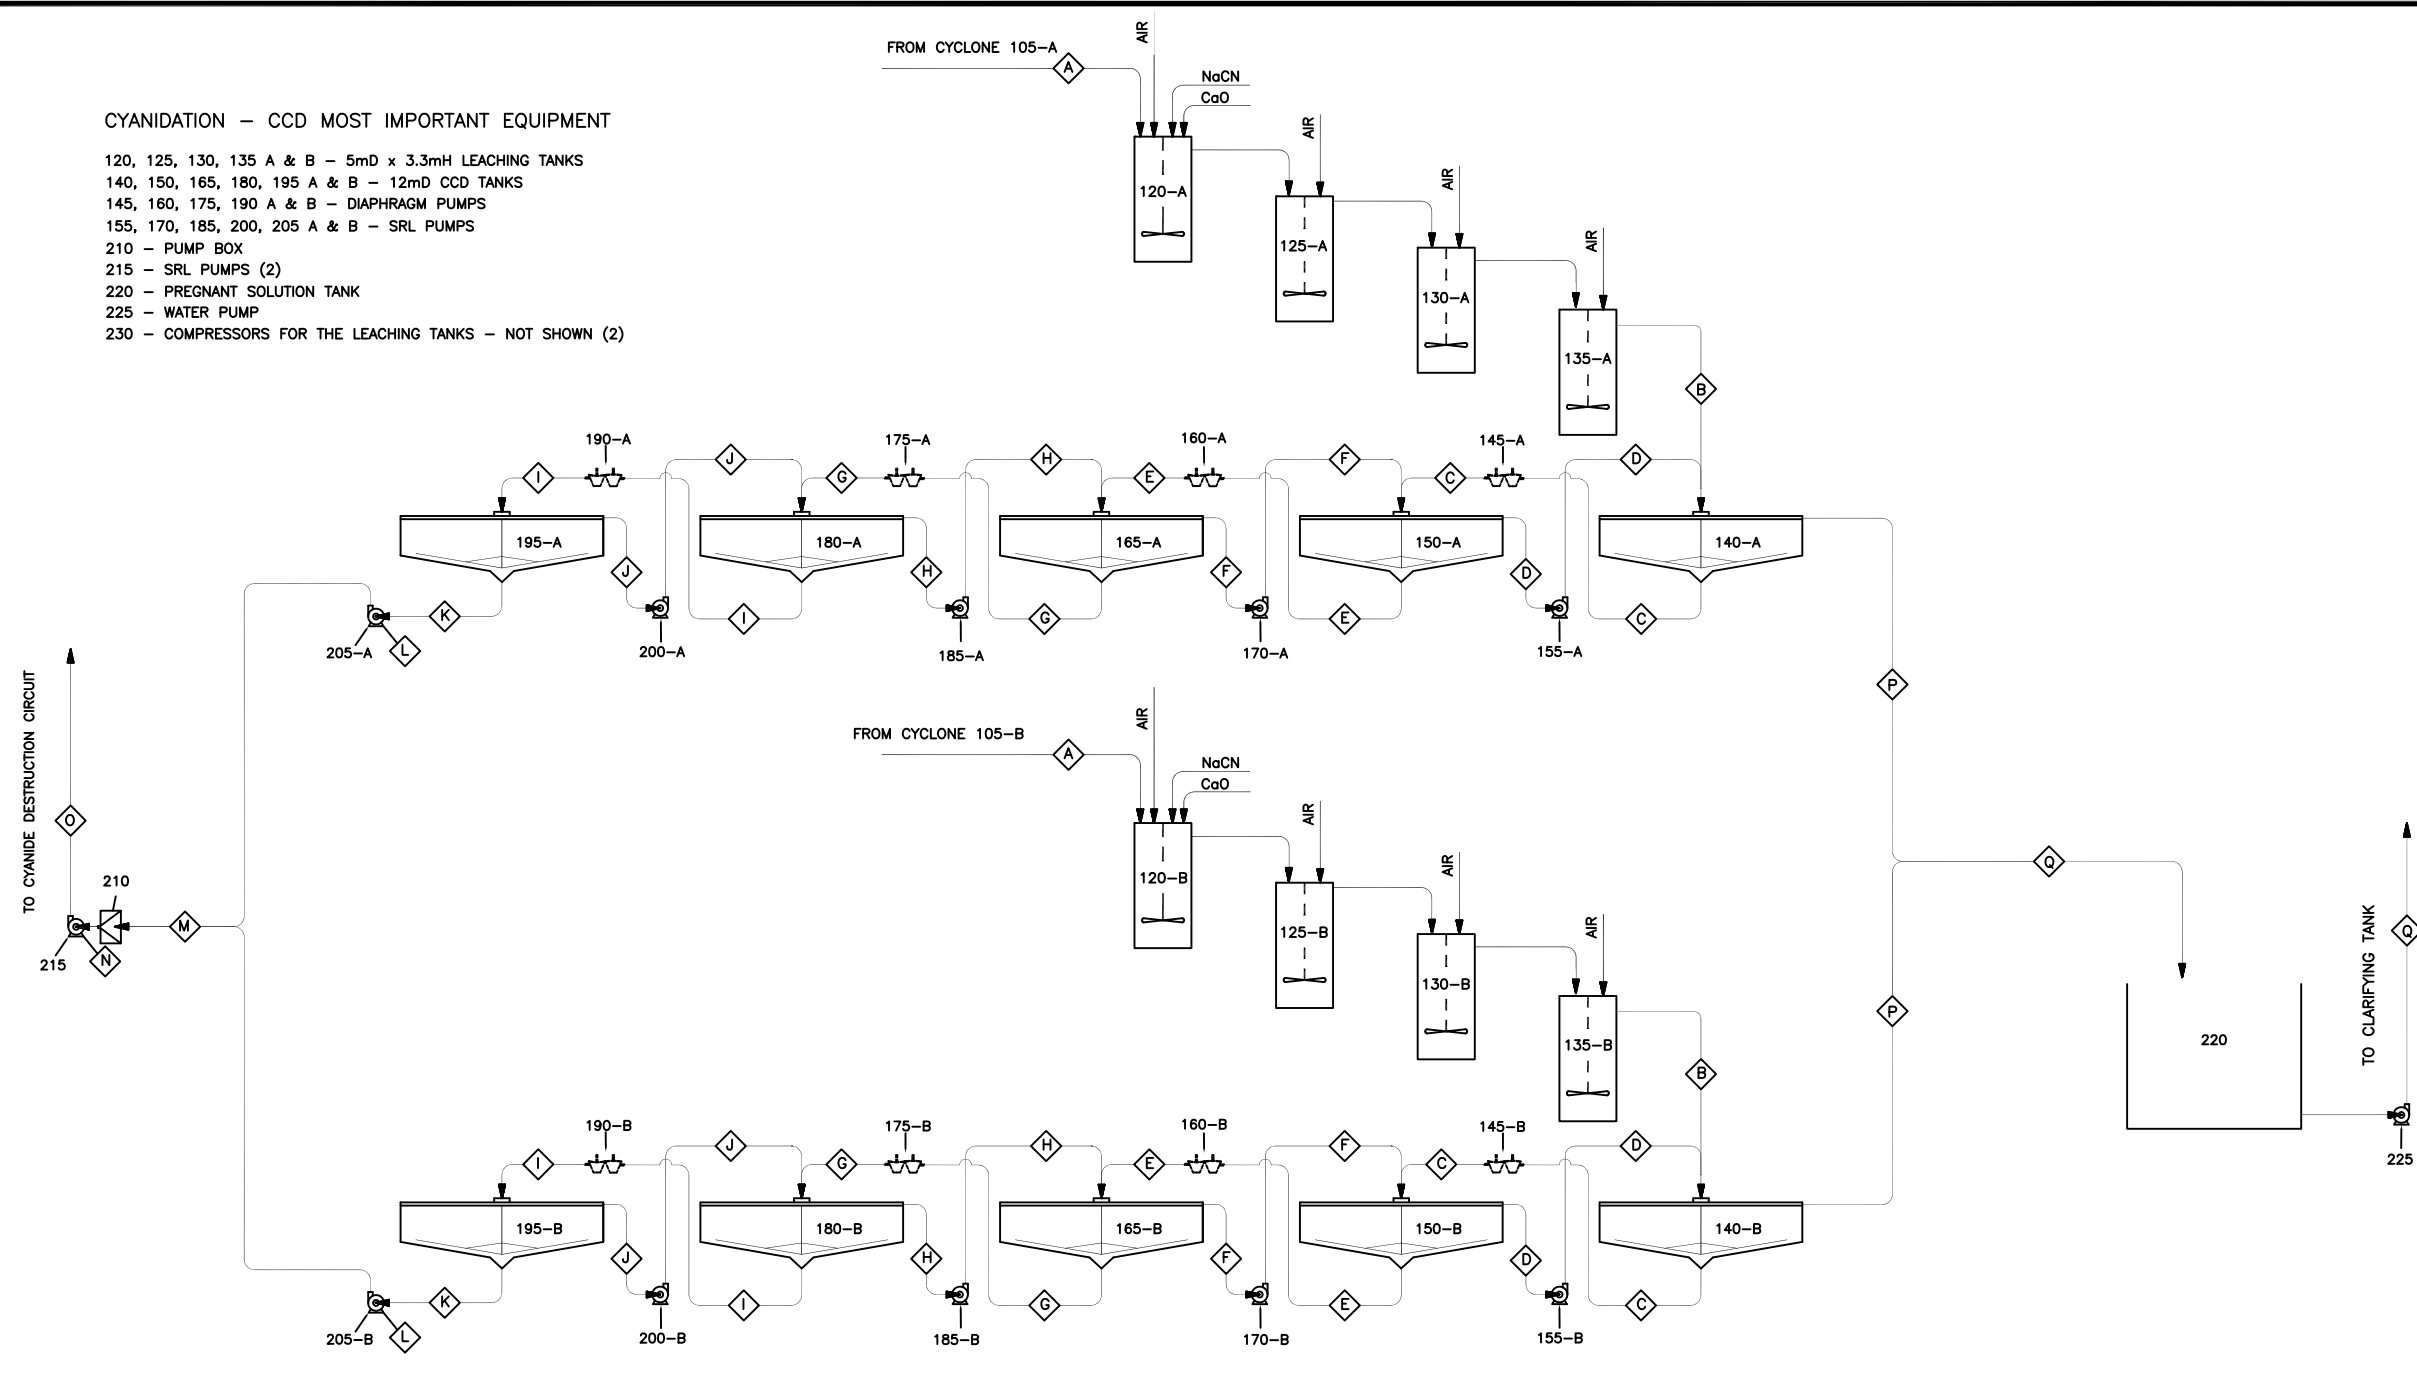 FROM CYCLONE 105-A
A
AIR
NaCN
CaO
CYANIDATION - CCD MOST IMPORTANT EQUIPMENT
120, 125, 130, 135 A & B - 5mD x 3.3mH LEACHING TANKS
140, 150, 165, 180, 195 A & B - 12mD CCD TANKS
145, 160, 175, 190 A & B - DIAPHRAGM PUMPS
155, 170, 185, 200, 205 A & B - SRL PUMPS
210 - PUMP BOX
215 - SRL PUMPS (2)
220 - PREGNANT SOLUTION TANK
225 - WATER PUMP
230 - COMPRESSORS FOR THE LEACHING TANKS - NOT SHOWN (2)
AIR
AIR
AIR
120-A
125-A
130-A
135-A
B
190-A
175-A
160-A
145-A
I
J
G
H
E
F
C
D
195-A
180-A
165-A
150-A
140-A
J
H
F
D
K
I
G
E
C
205-A
L
200-A
185-A
170-A
155-A
P
TO CYANIDE DESTRUCTION CIRCUIT
O
210
M
215
N
FROM CYCLONE 105-B
A
AIR
NaCN
CaO
AIR
AIR
AIR
120-B
125-B
130-B
135-B
B
Q
P
220
TO CLARIFYING TANK
Q
225
190-B
175-B
160-B
145-B
I
J
G
H
E
F
C
D
195-B
180-B
165-B
150-B
140-B
J
H
F
D
K
I
G
E
C
205-B
L
200-B
185-B
170-B
155-B